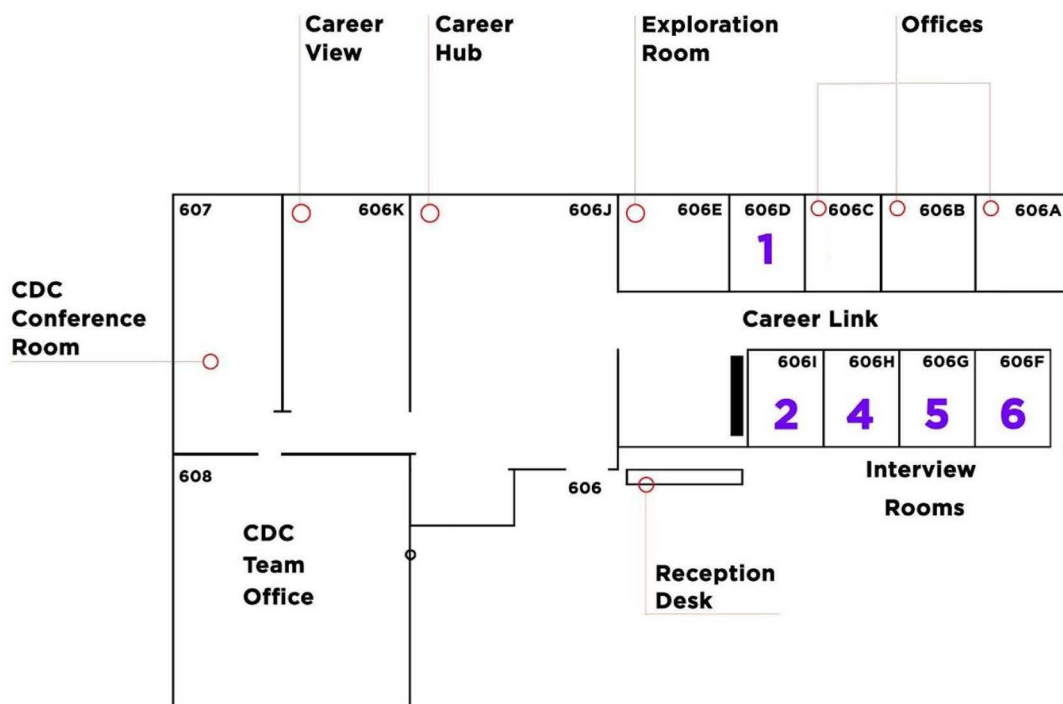 Career
View
Career
Hub
Exploration
Room
Offices
607
606K
606J
606E
606D
606C
606B
606A
1
CDC
Conference
Room
Career Link
606I
606H
606G
606F
2
4
5
6
608
606
Interview
Rooms
CDC
Team
Office
Reception
Desk